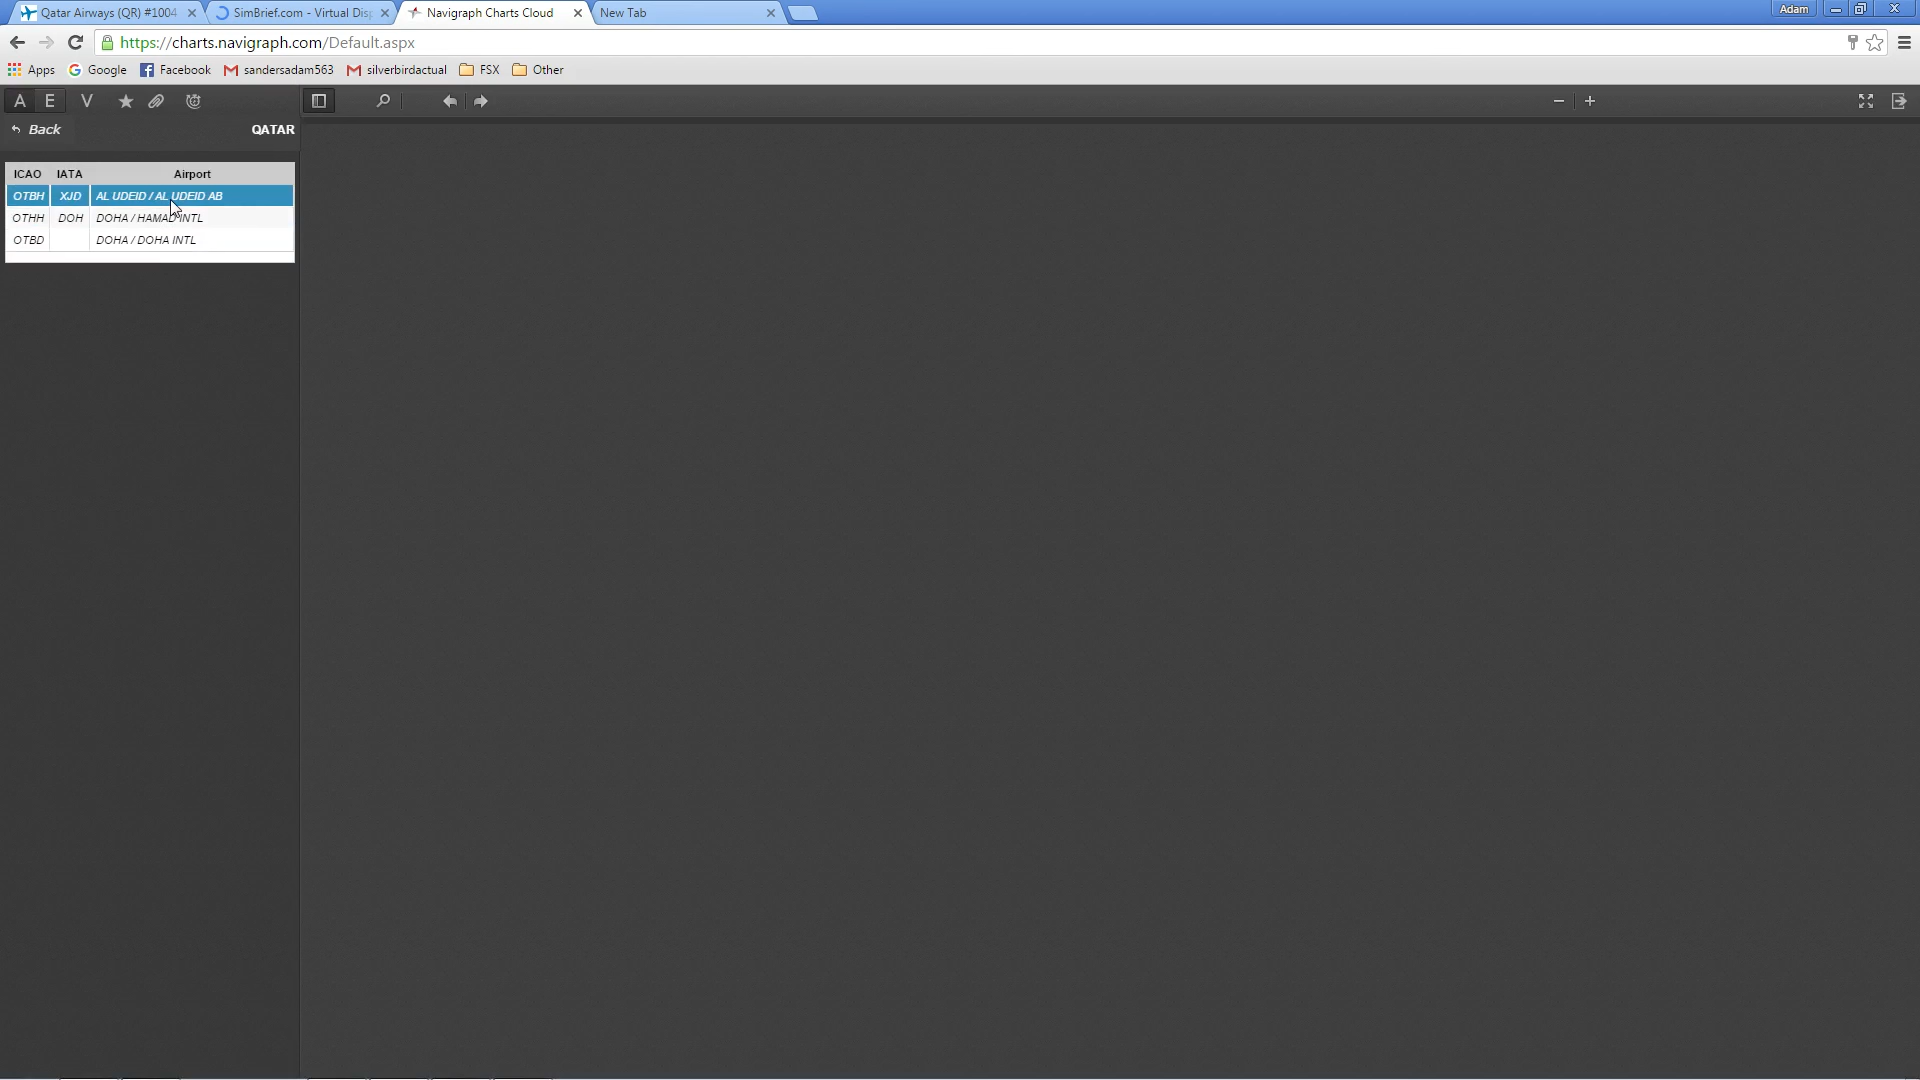 Qatar Airways (QR) #1004
SimBrief.com - Virtual Disp
Navigraph Charts Cloud
New Tab
Adam
https://charts.navigraph.com/Default.aspx
Apps
Google
Facebook
sandersadam563
silverbirdactual
FSX
Other
A
E
V
Back
QATAR
ICAO IATA Airport
OTBH XJD AL UDEID / AL UDEID AB
OTHH DOH DOHA / HAMAD INTL
OTBD DOHA / DOHA INTL